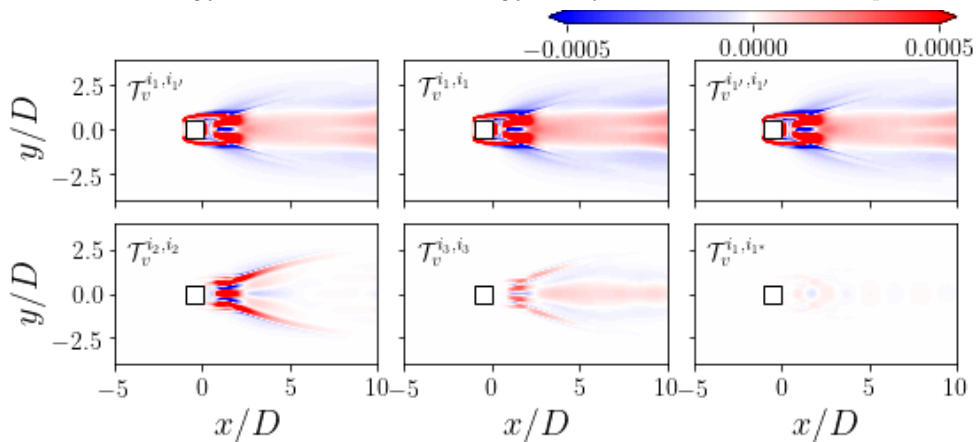 −0.0005 0.0000 0.0005
2.5 0.0 −2.5 y/D
𝒯_v^{i_1,i_{1'}} 𝒯_v^{i_1,i_1} 𝒯_v^{i_{1'},i_{1'}}
2.5 0.0 −2.5 y/D
𝒯_v^{i_2,i_2} 𝒯_v^{i_3,i_3} 𝒯_v^{i_1,i_{1*}}
−5 0 5 10 −5 0 5 10 −5 0 5 10
x/D x/D x/D